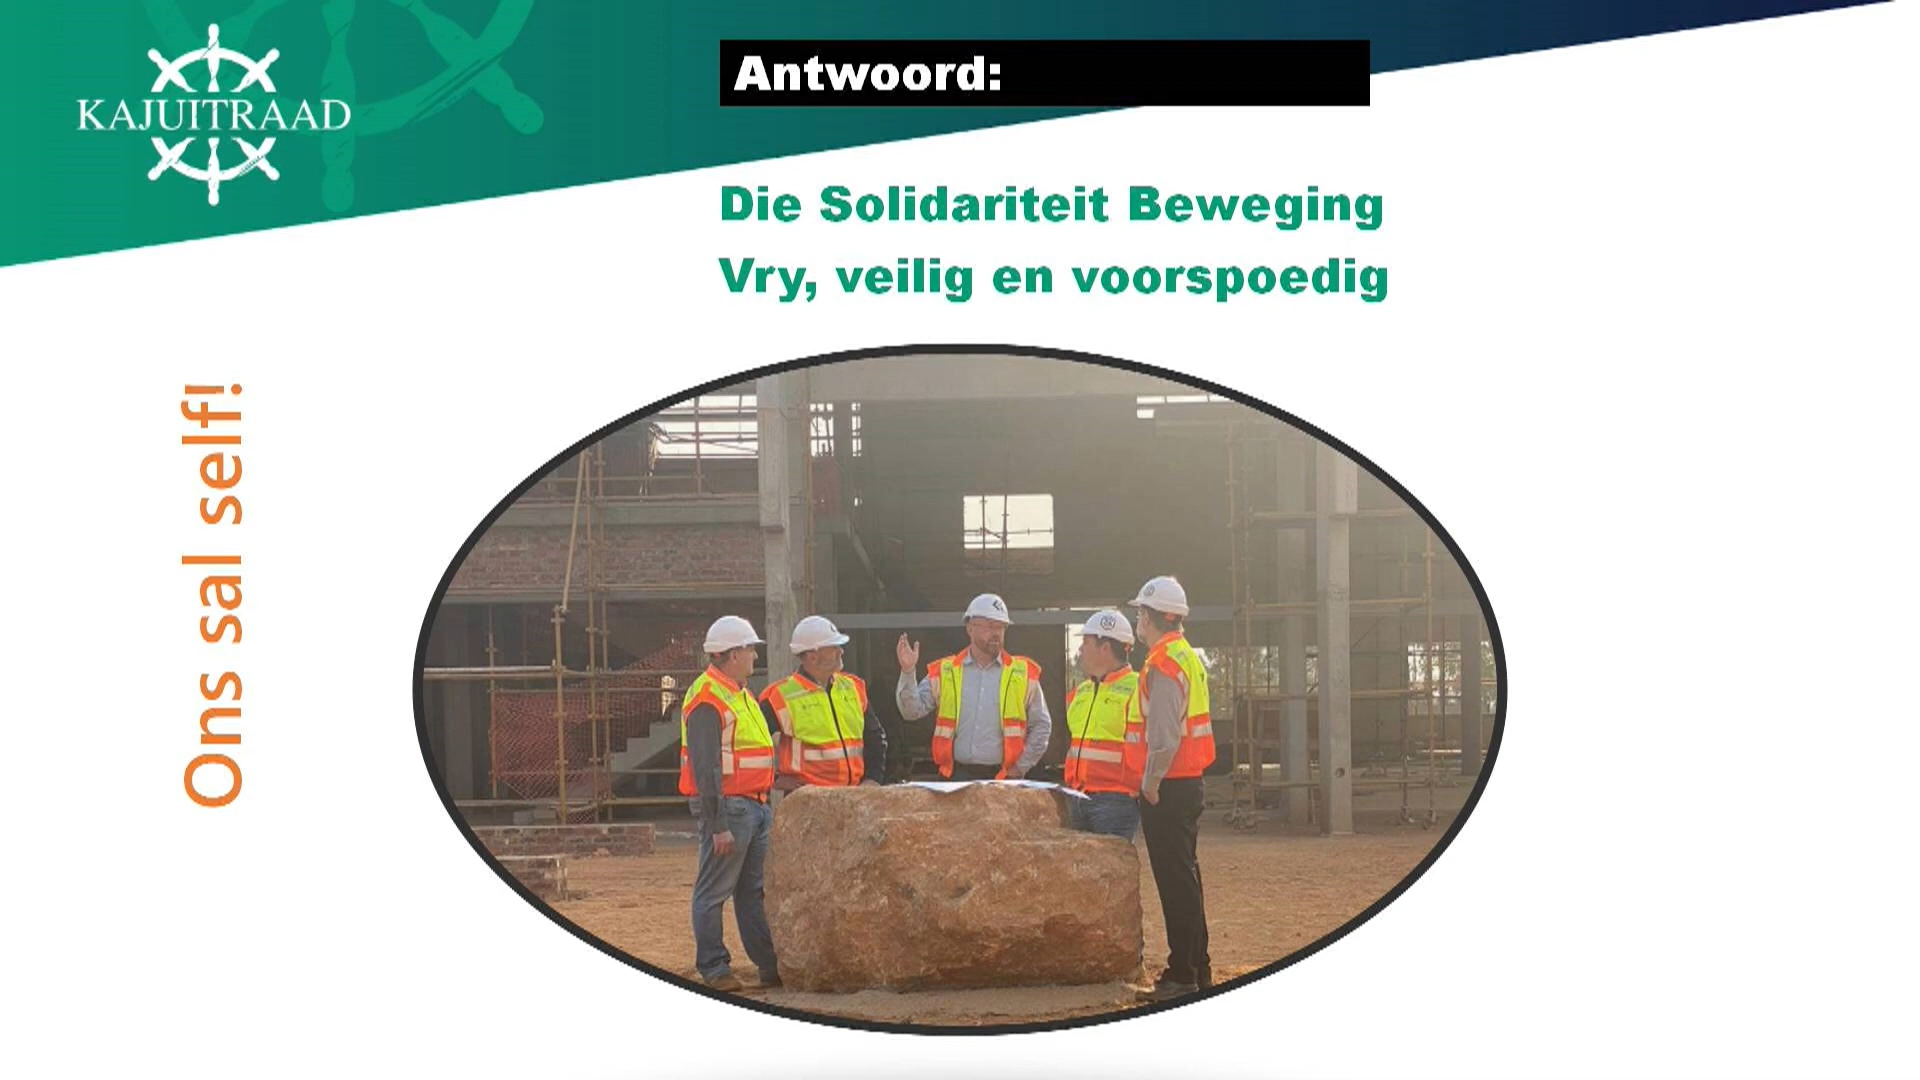 KAJUITRAAD
Antwoord:
Die Solidariteit Beweging
Vry, veilig en voorspoedig
Ons sal self!